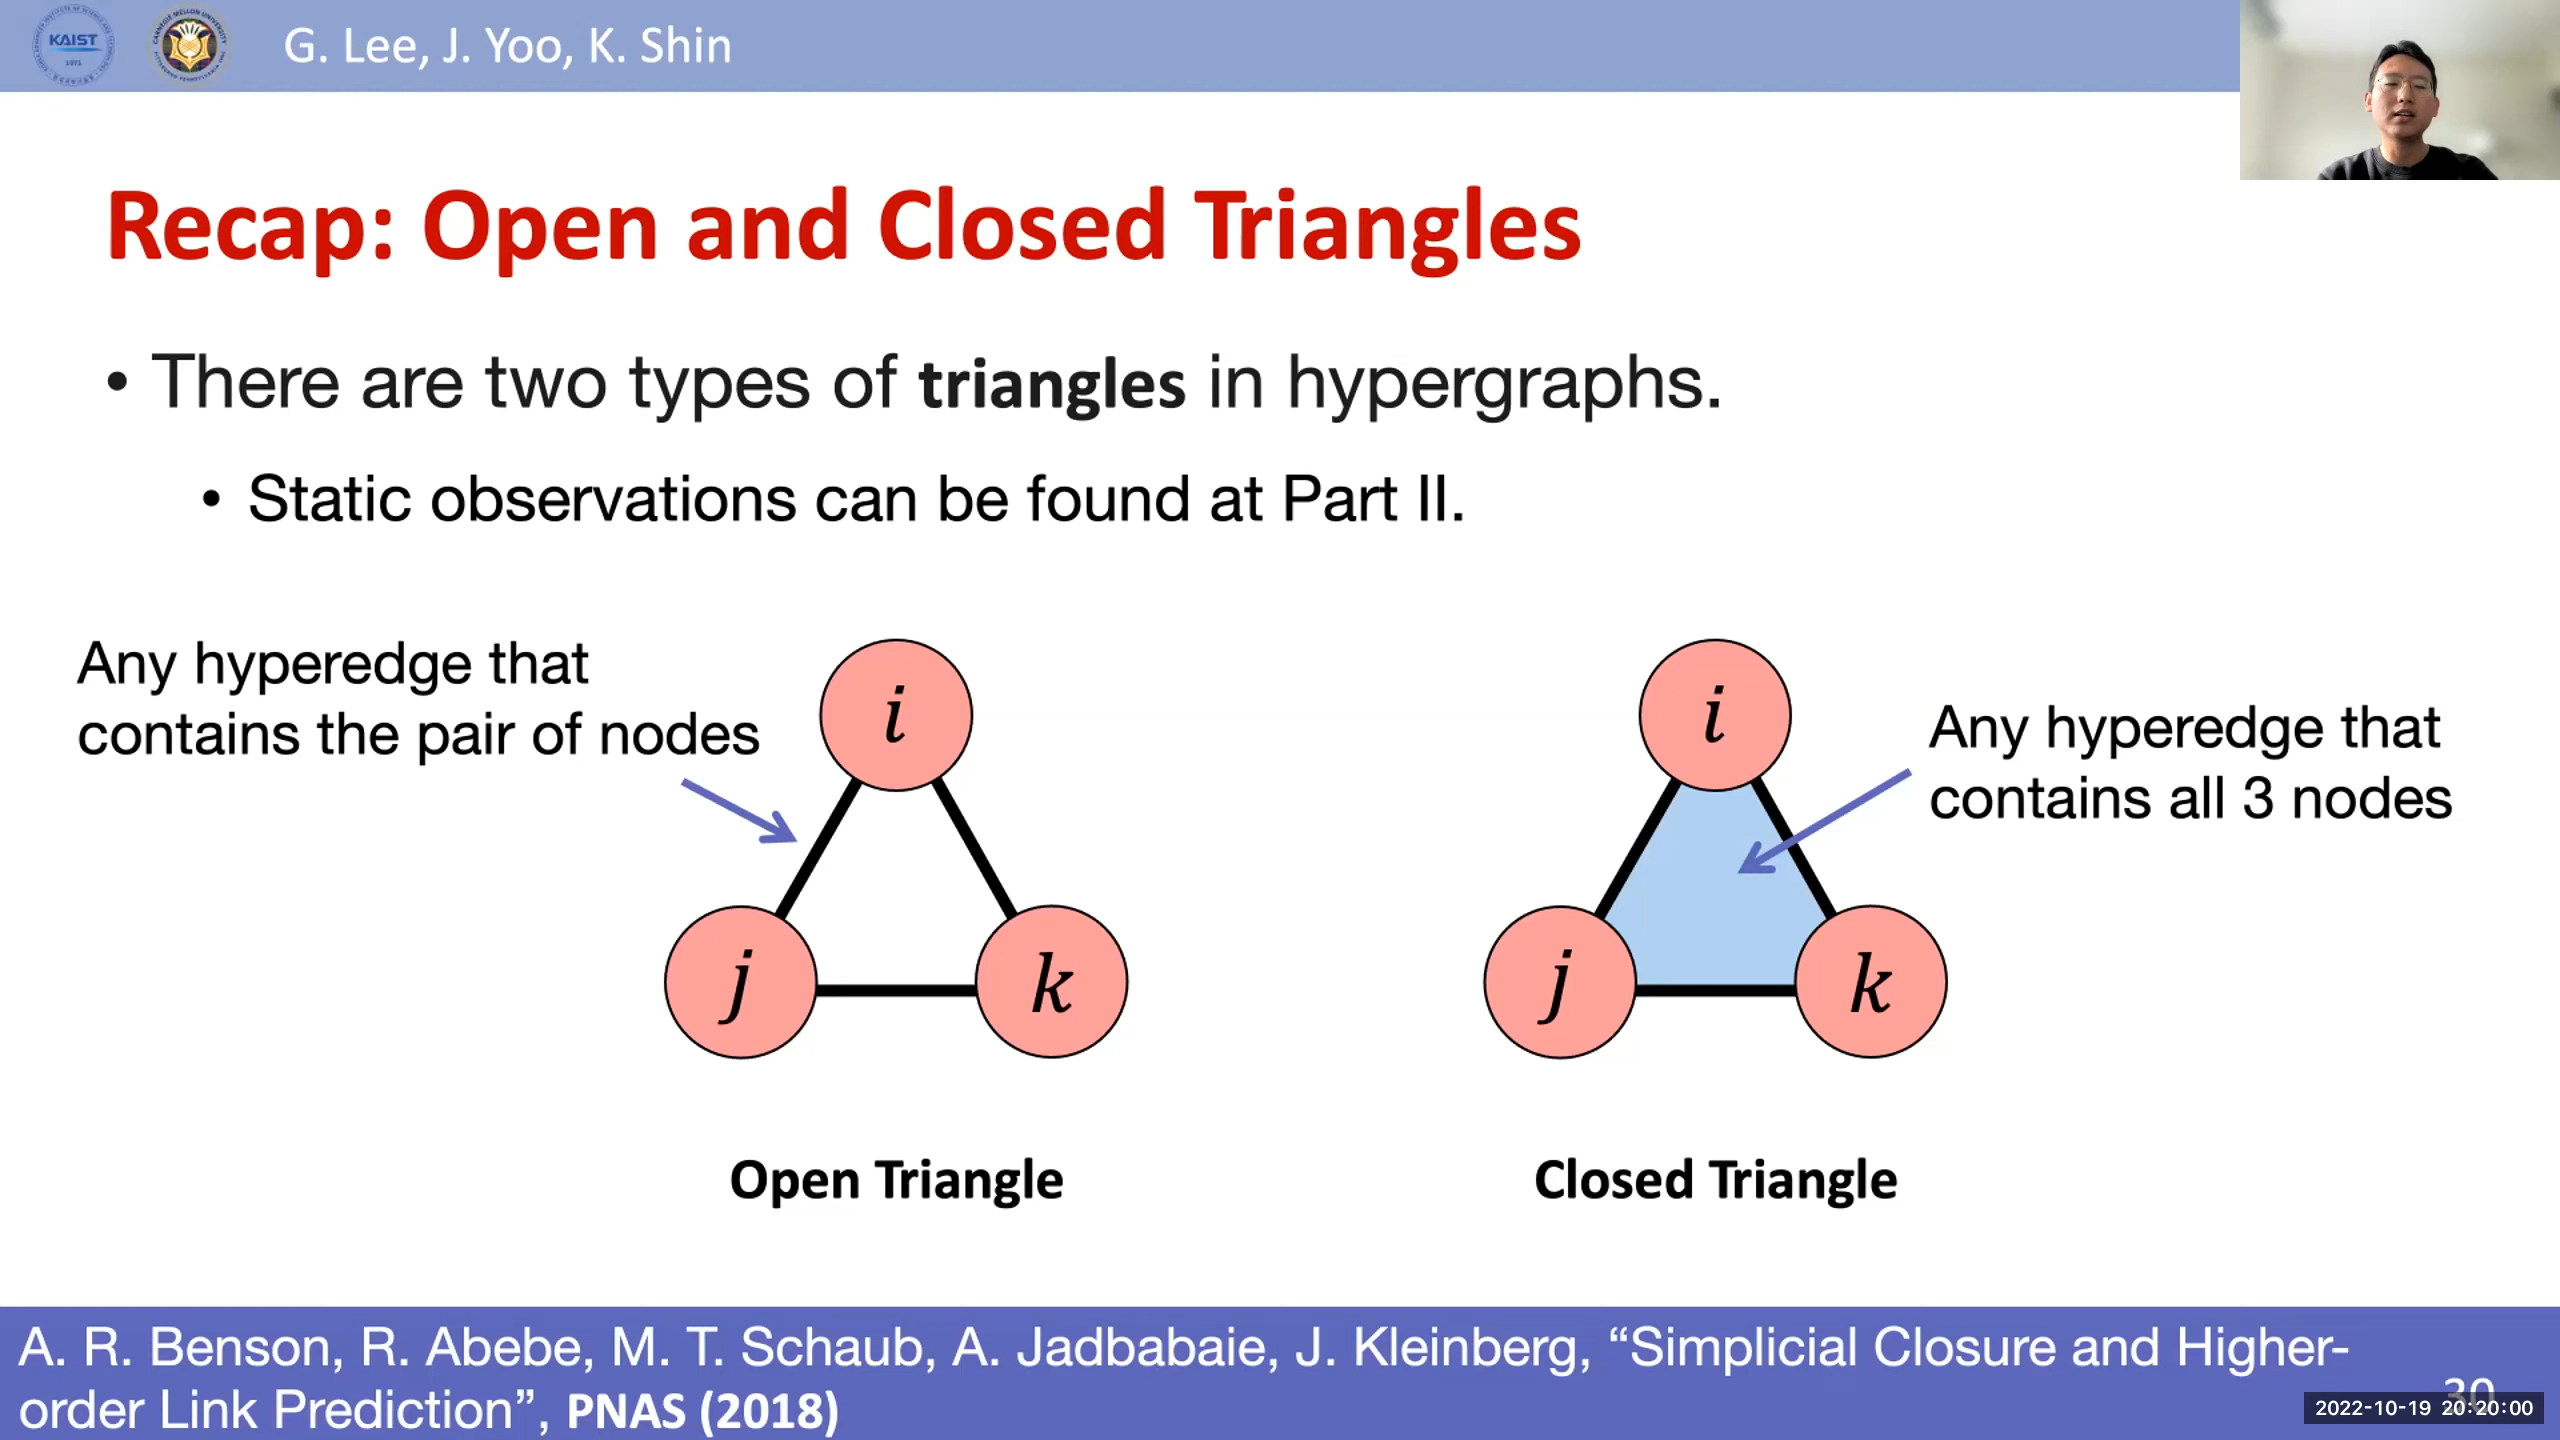 KAIST
1971
G. Lee, J. Yoo, K. Shin
Recap: Open and Closed Triangles
• There are two types of triangles in hypergraphs.
• Static observations can be found at Part II.
Any hyperedge that
contains the pair of nodes
i
j
k
Open Triangle
i
j
k
Any hyperedge that
contains all 3 nodes
Closed Triangle
A. R. Benson, R. Abebe, M. T. Schaub, A. Jadbabaie, J. Kleinberg, “Simplicial Closure and Higher-
order Link Prediction”, PNAS (2018)
30
2022-10-19 20:20:00